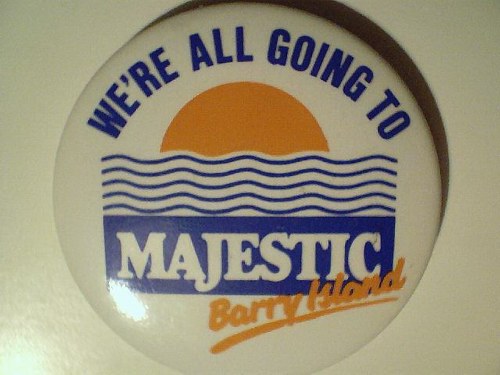 WE'RE ALL GOING TO
MAJESTIC
Barry Island